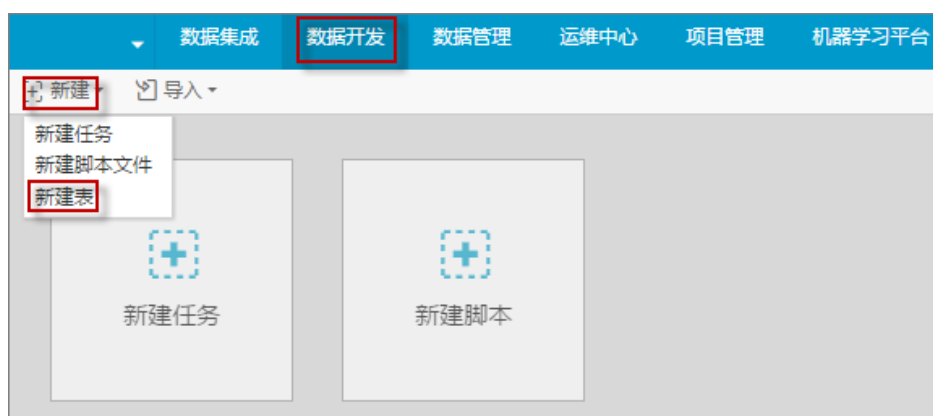 数据集成 数据开发 数据管理 运维中心 项目管理 机器学习平台
新建 导入
新建任务
新建脚本文件
新建表
新建任务 新建脚本